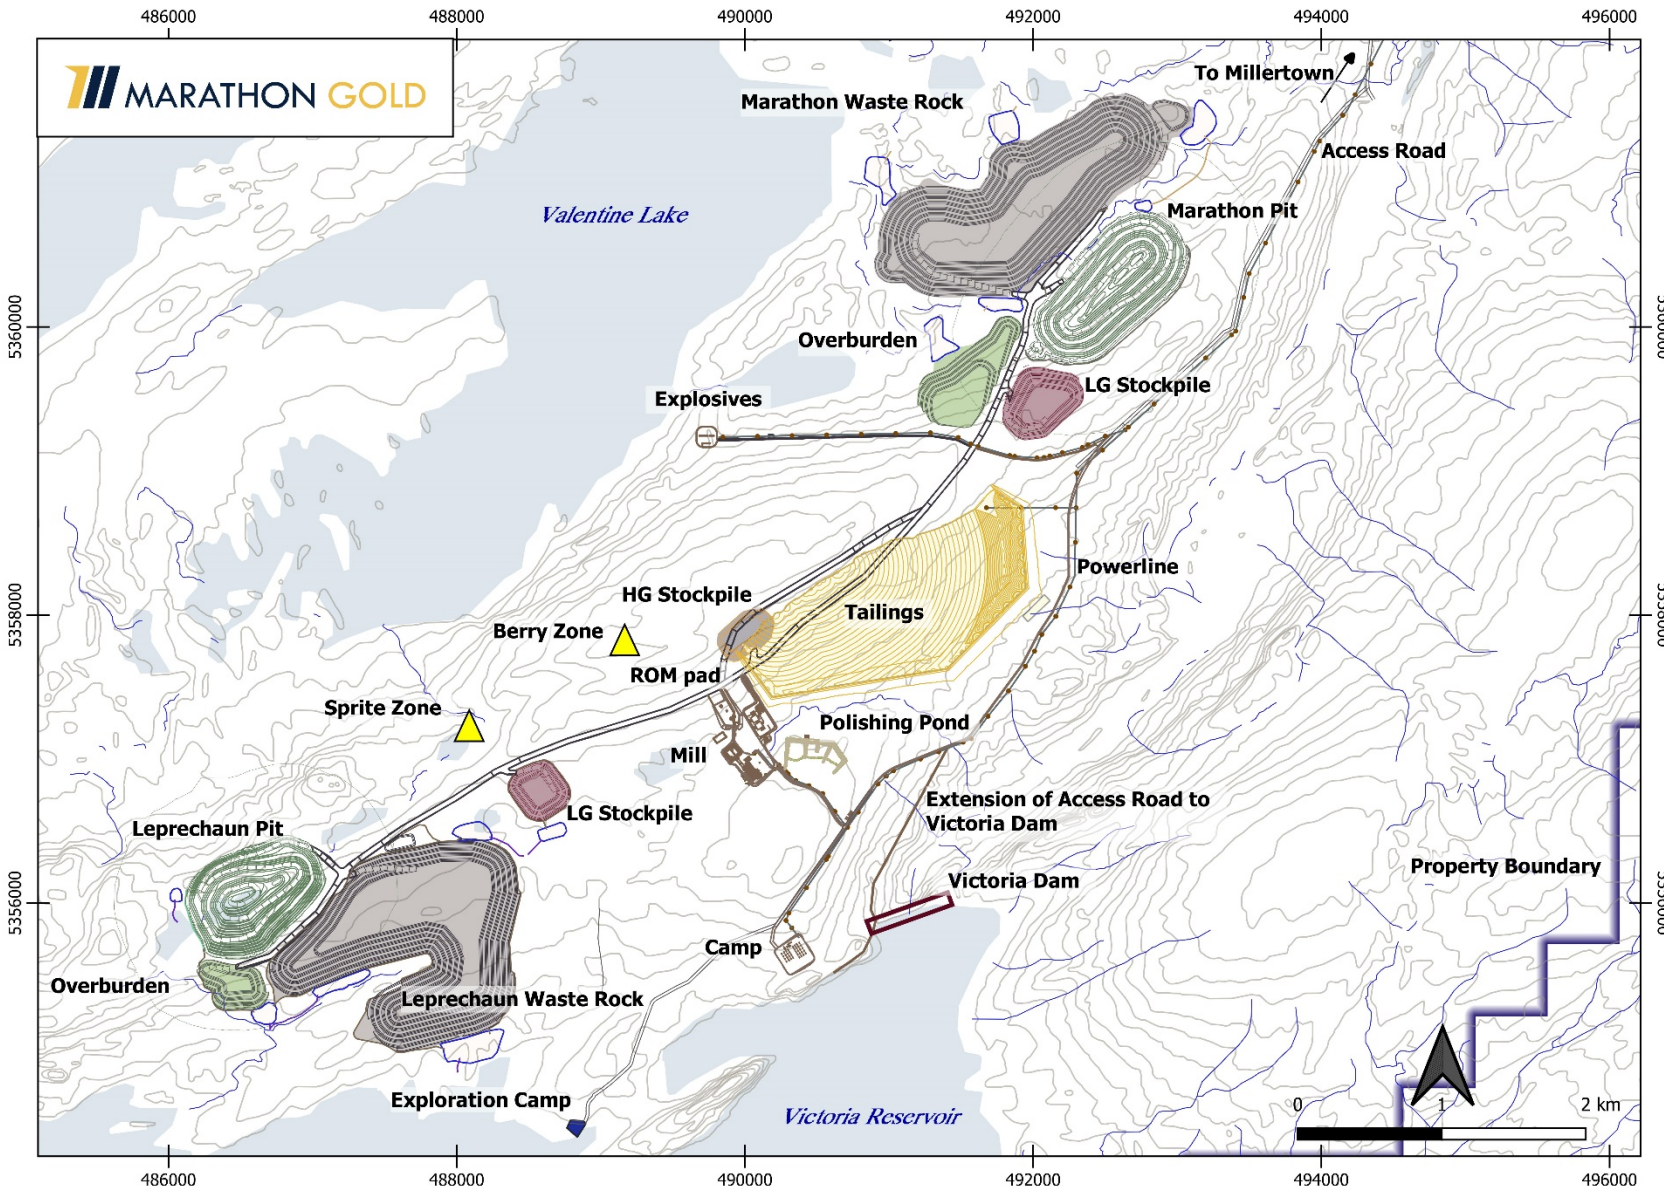 486000
488000
490000
492000
494000
496000
MARATHON GOLD
To Millertown
Marathon Waste Rock
Access Road
Valentine Lake
Marathon Pit
5360000
5360000
Overburden
LG Stockpile
Explosives
Powerline
HG Stockpile
5358000
5358000
Tailings
Berry Zone
ROM pad
Sprite Zone
Polishing Pond
Mill
Extension of Access Road to
Victoria Dam
LG Stockpile
Leprechaun Pit
Property Boundary
Victoria Dam
5356000
5356000
Camp
Overburden
Leprechaun Waste Rock
Exploration Camp
Victoria Reservoir
0 1 2 km
486000
488000
490000
492000
494000
496000